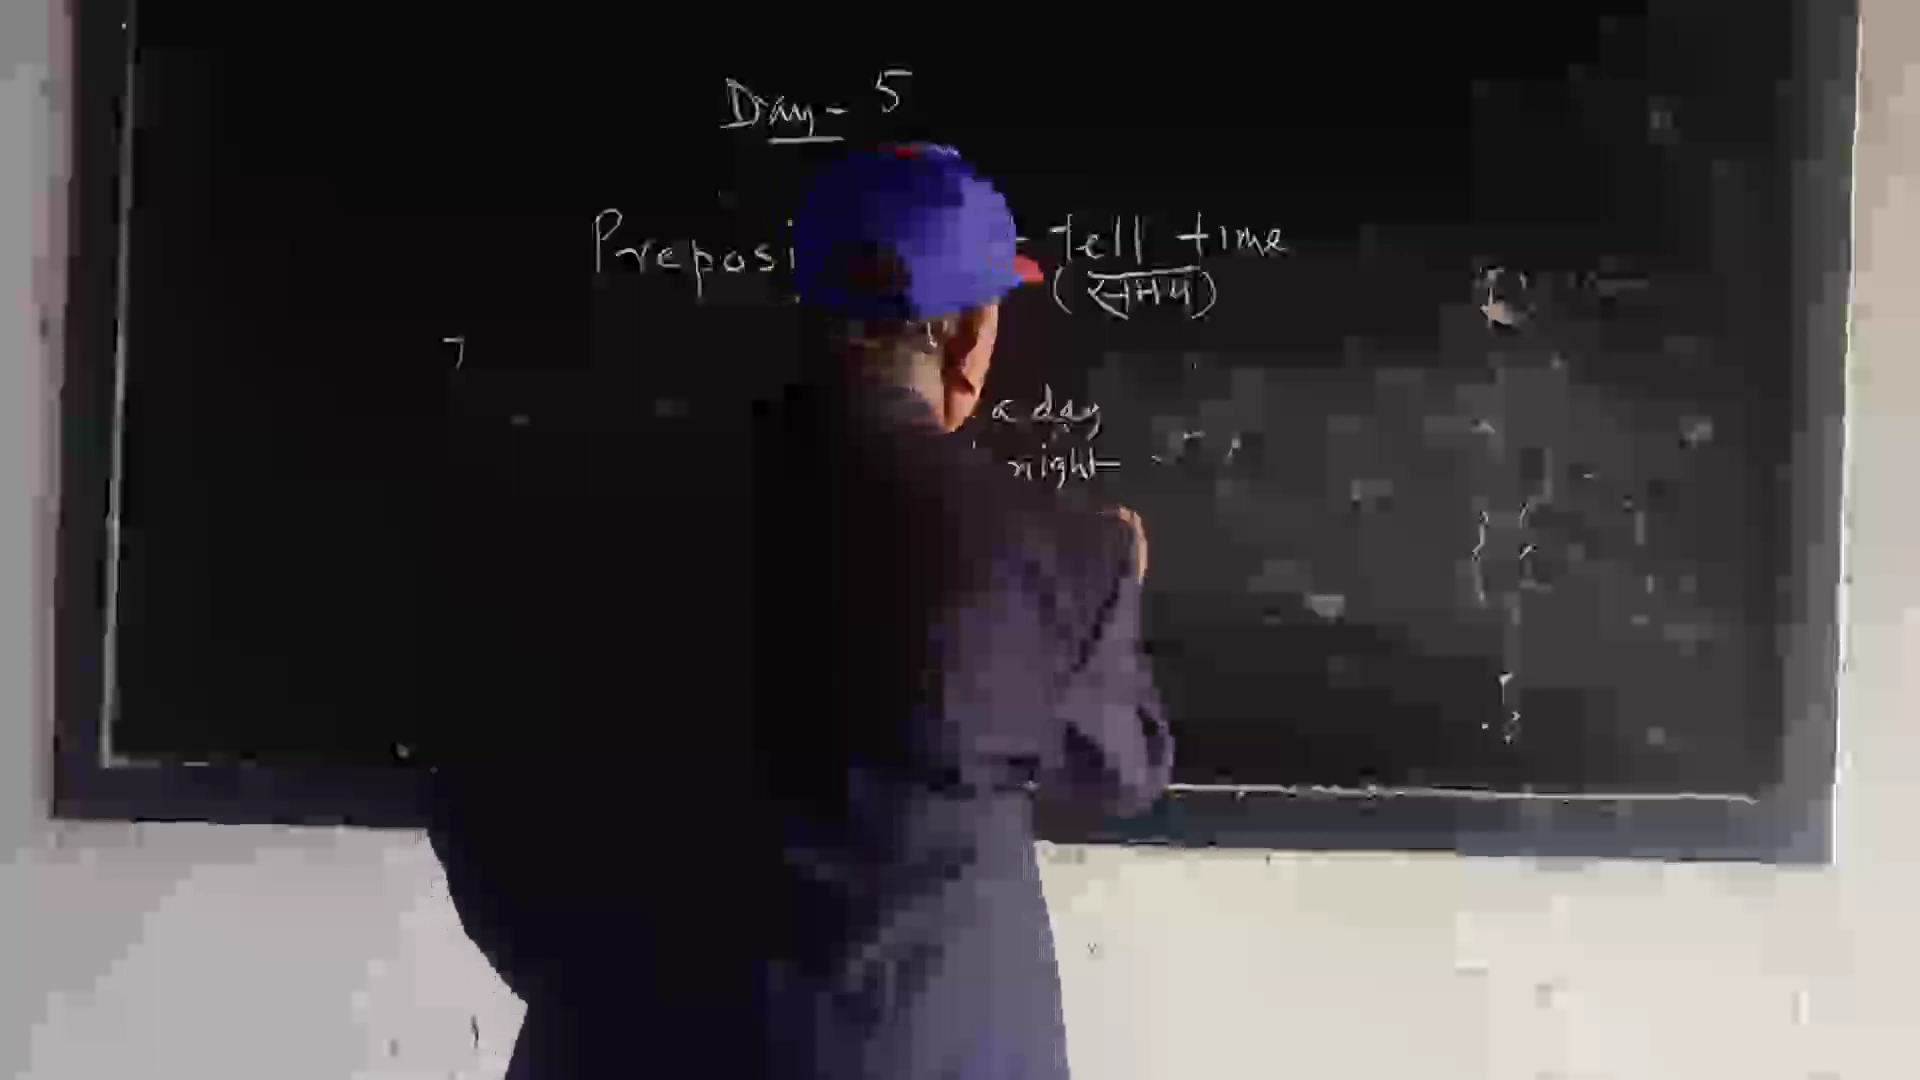 Day - 5
Preposi - tell time
(समय)
a day
night